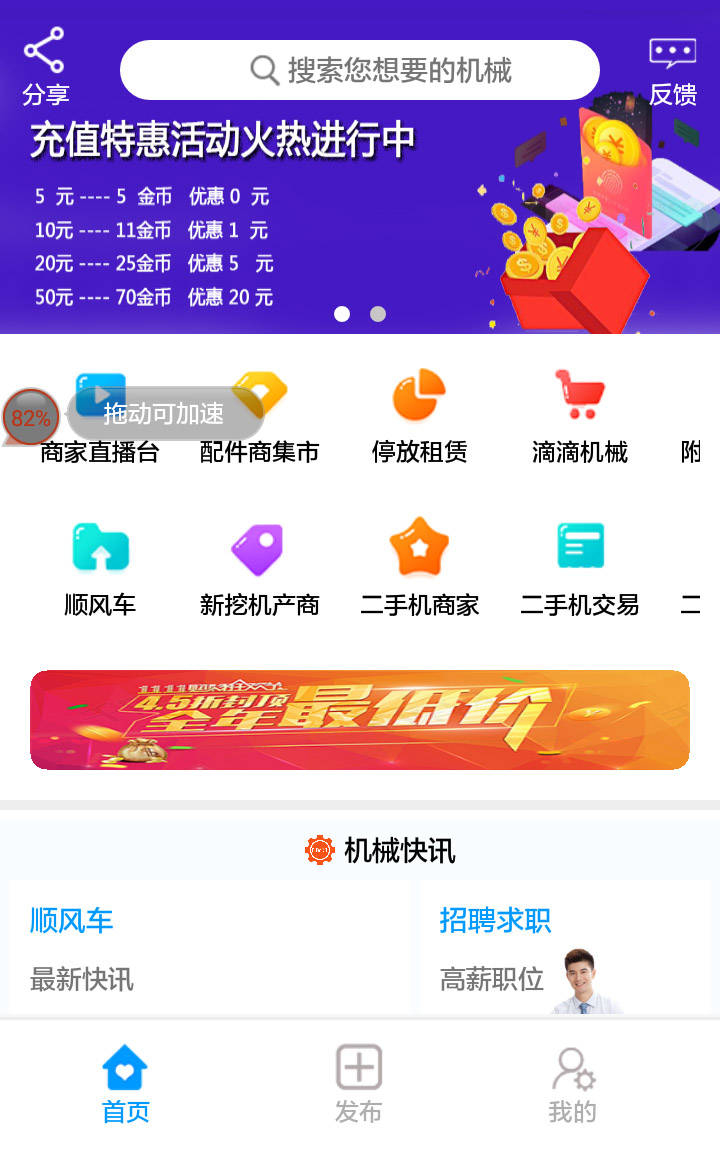 搜索您想要的机械
分享
反馈
充值特惠活动火热进行中
5 元 ---- 5 金币 优惠 0 元
10元 ---- 11金币 优惠 1 元
20元 ---- 25金币 优惠 5 元
50元 ---- 70金币 优惠 20 元
82%
拖动可加速
商家直播台
配件商集市
停放租赁
滴滴机械
附
顺风车
新挖机产商
二手机商家
二手机交易
二
4.5折封顶
全年最低价
机械快讯
顺风车
招聘求职
最新快讯
高薪职位
首页
发布
我的